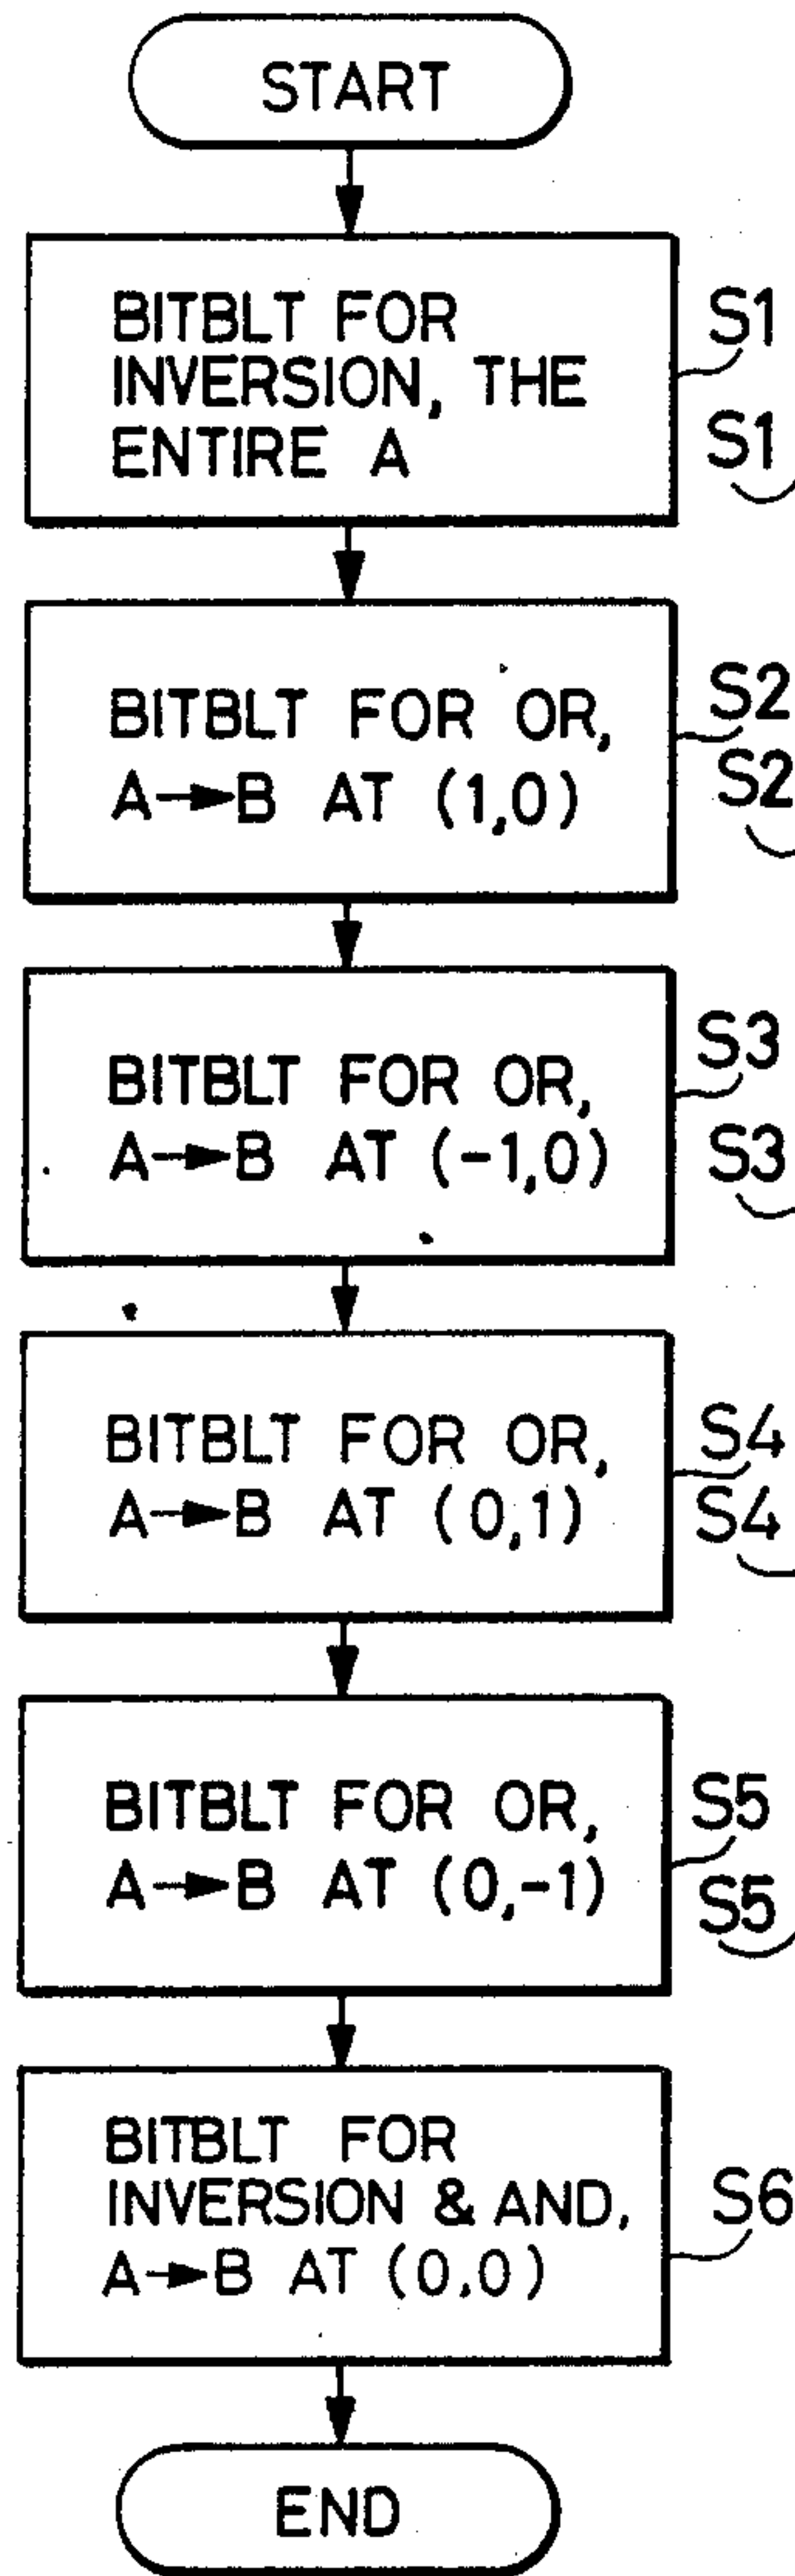 START
BITBLT FOR
INVERSION, THE
ENTIRE A
S1
S1
BITBLT FOR OR,
A→B AT (1,0)
S2
S2
BITBLT FOR OR,
A→B AT (-1,0)
S3
S3
BITBLT FOR OR,
A→B AT (0,1)
S4
S4
BITBLT FOR OR,
A→B AT (0,-1)
S5
S5
BITBLT FOR
INVERSION & AND,
A→B AT (0,0)
S6
END